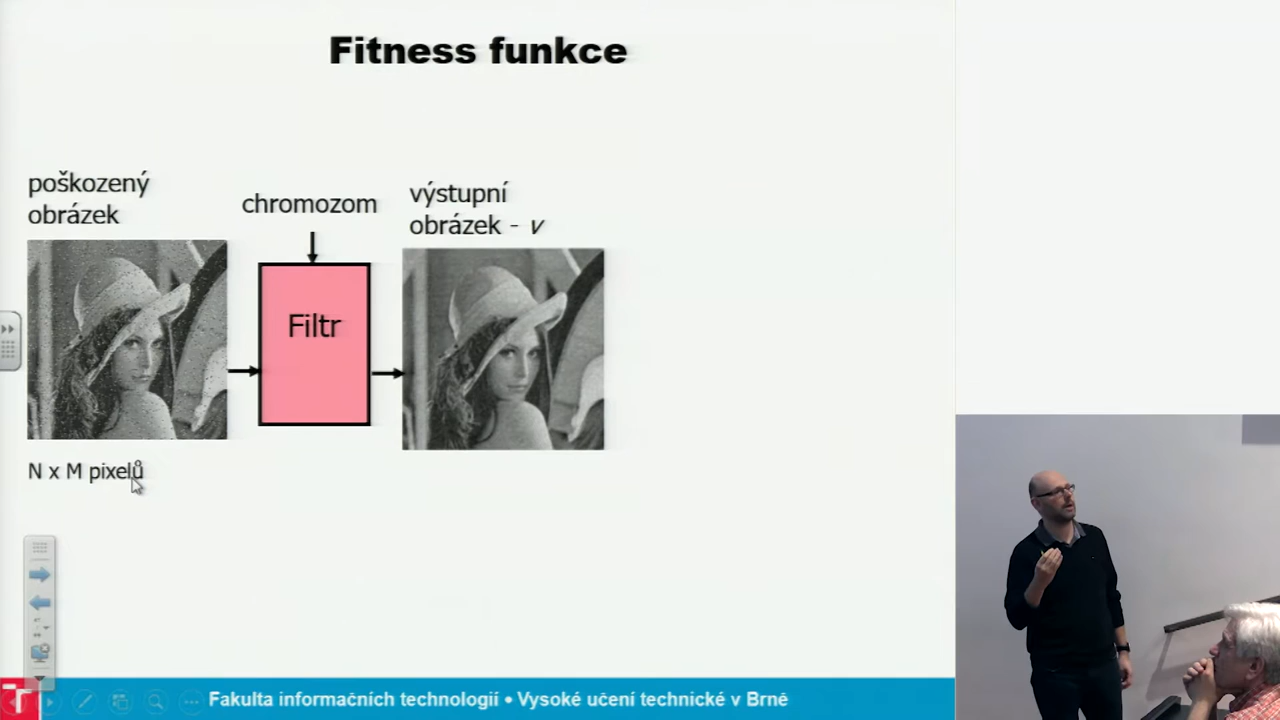 Fitness funkce
poškozený
obrázek
chromozom
výstupní
obrázek - v
Filtr
N x M pixelů
Fakulta informačních technologií • Vysoké učení technické v Brně